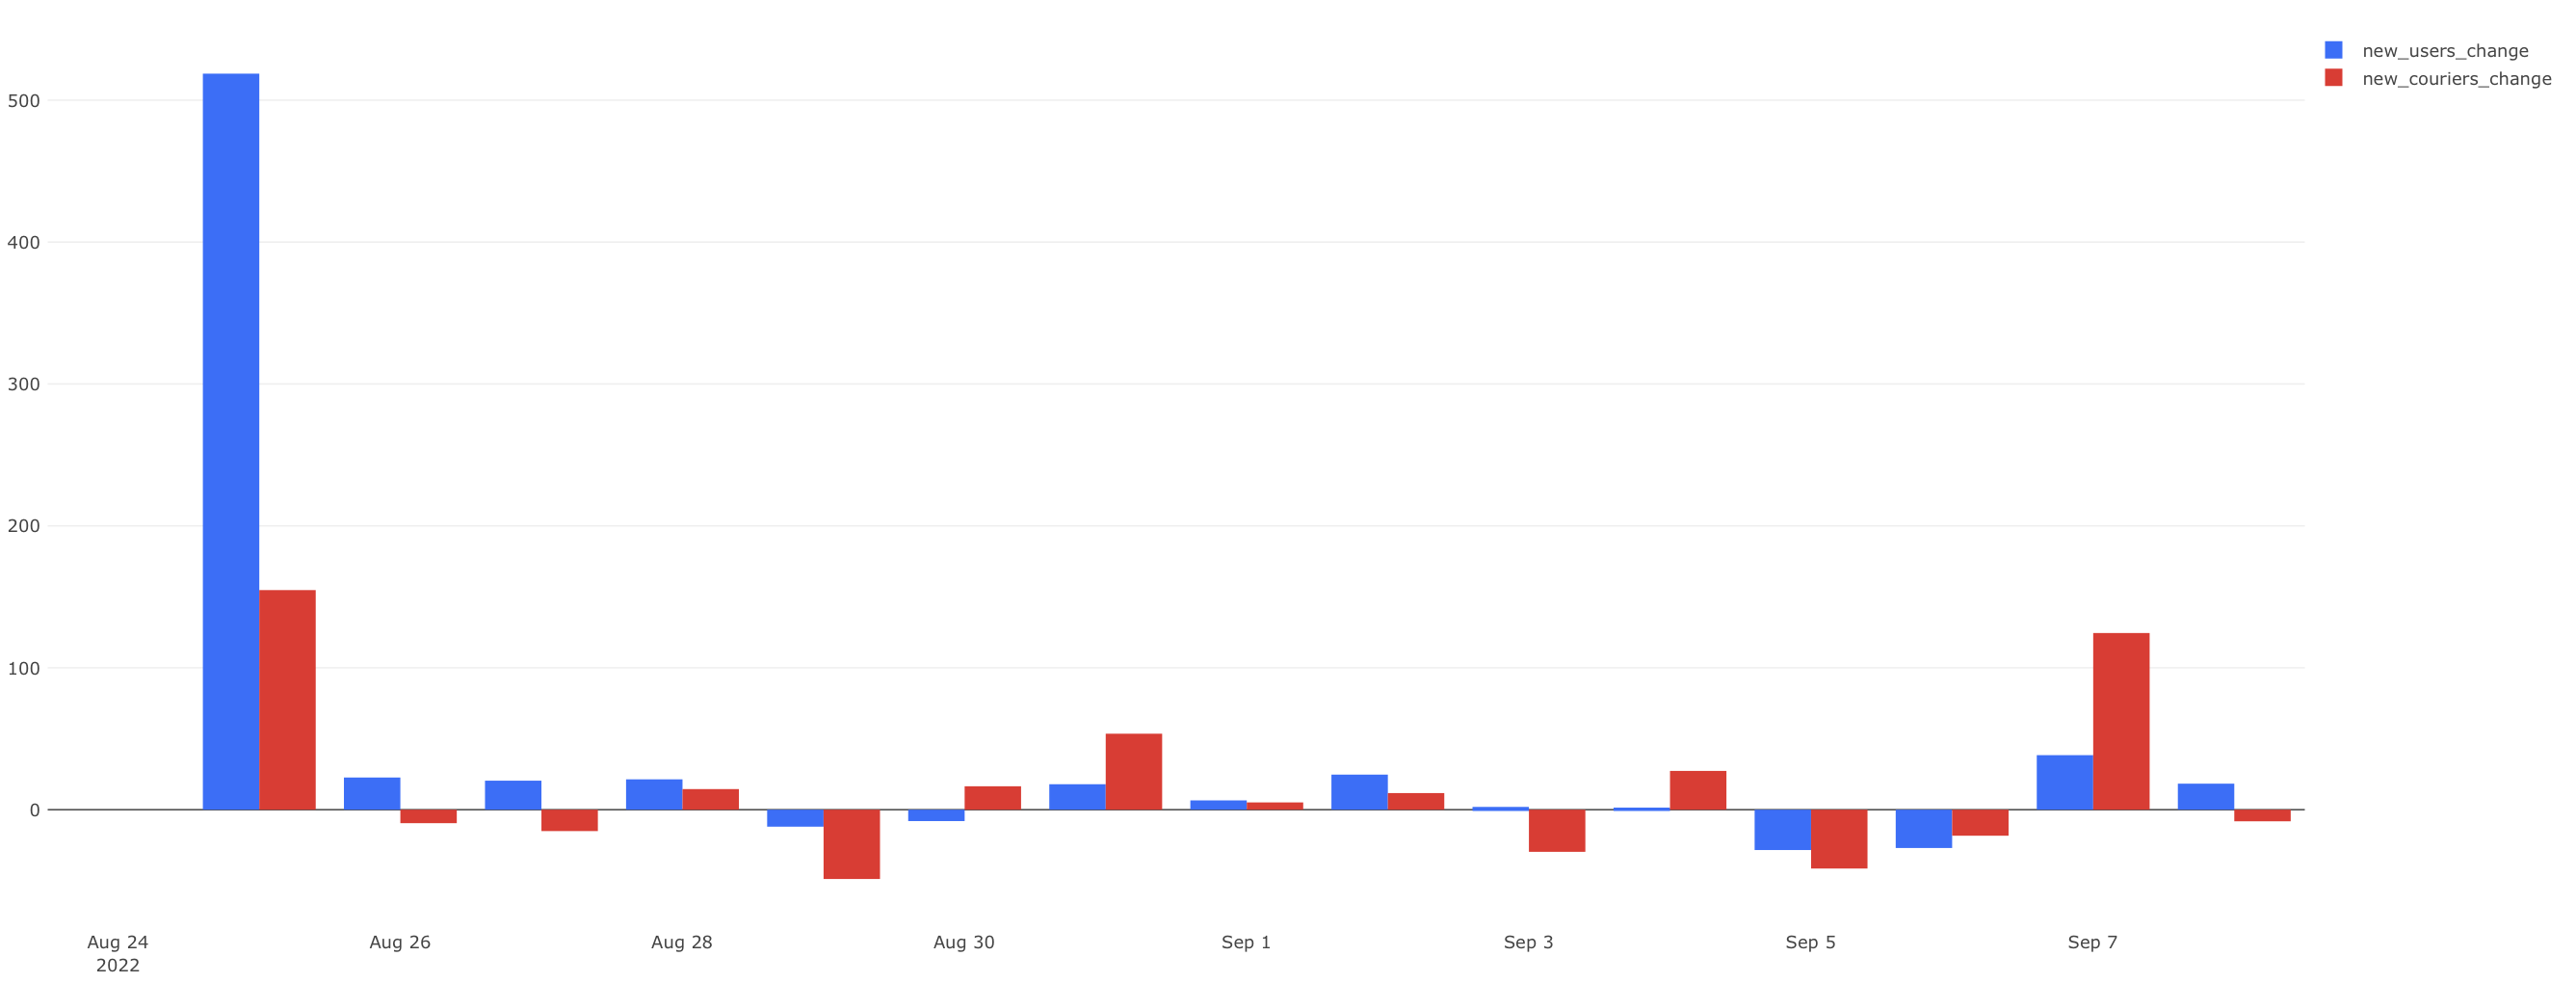 new_users_change
new_couriers_change
500
400
300
200
100
0
Aug 24
2022
Aug 26
Aug 28
Aug 30
Sep 1
Sep 3
Sep 5
Sep 7